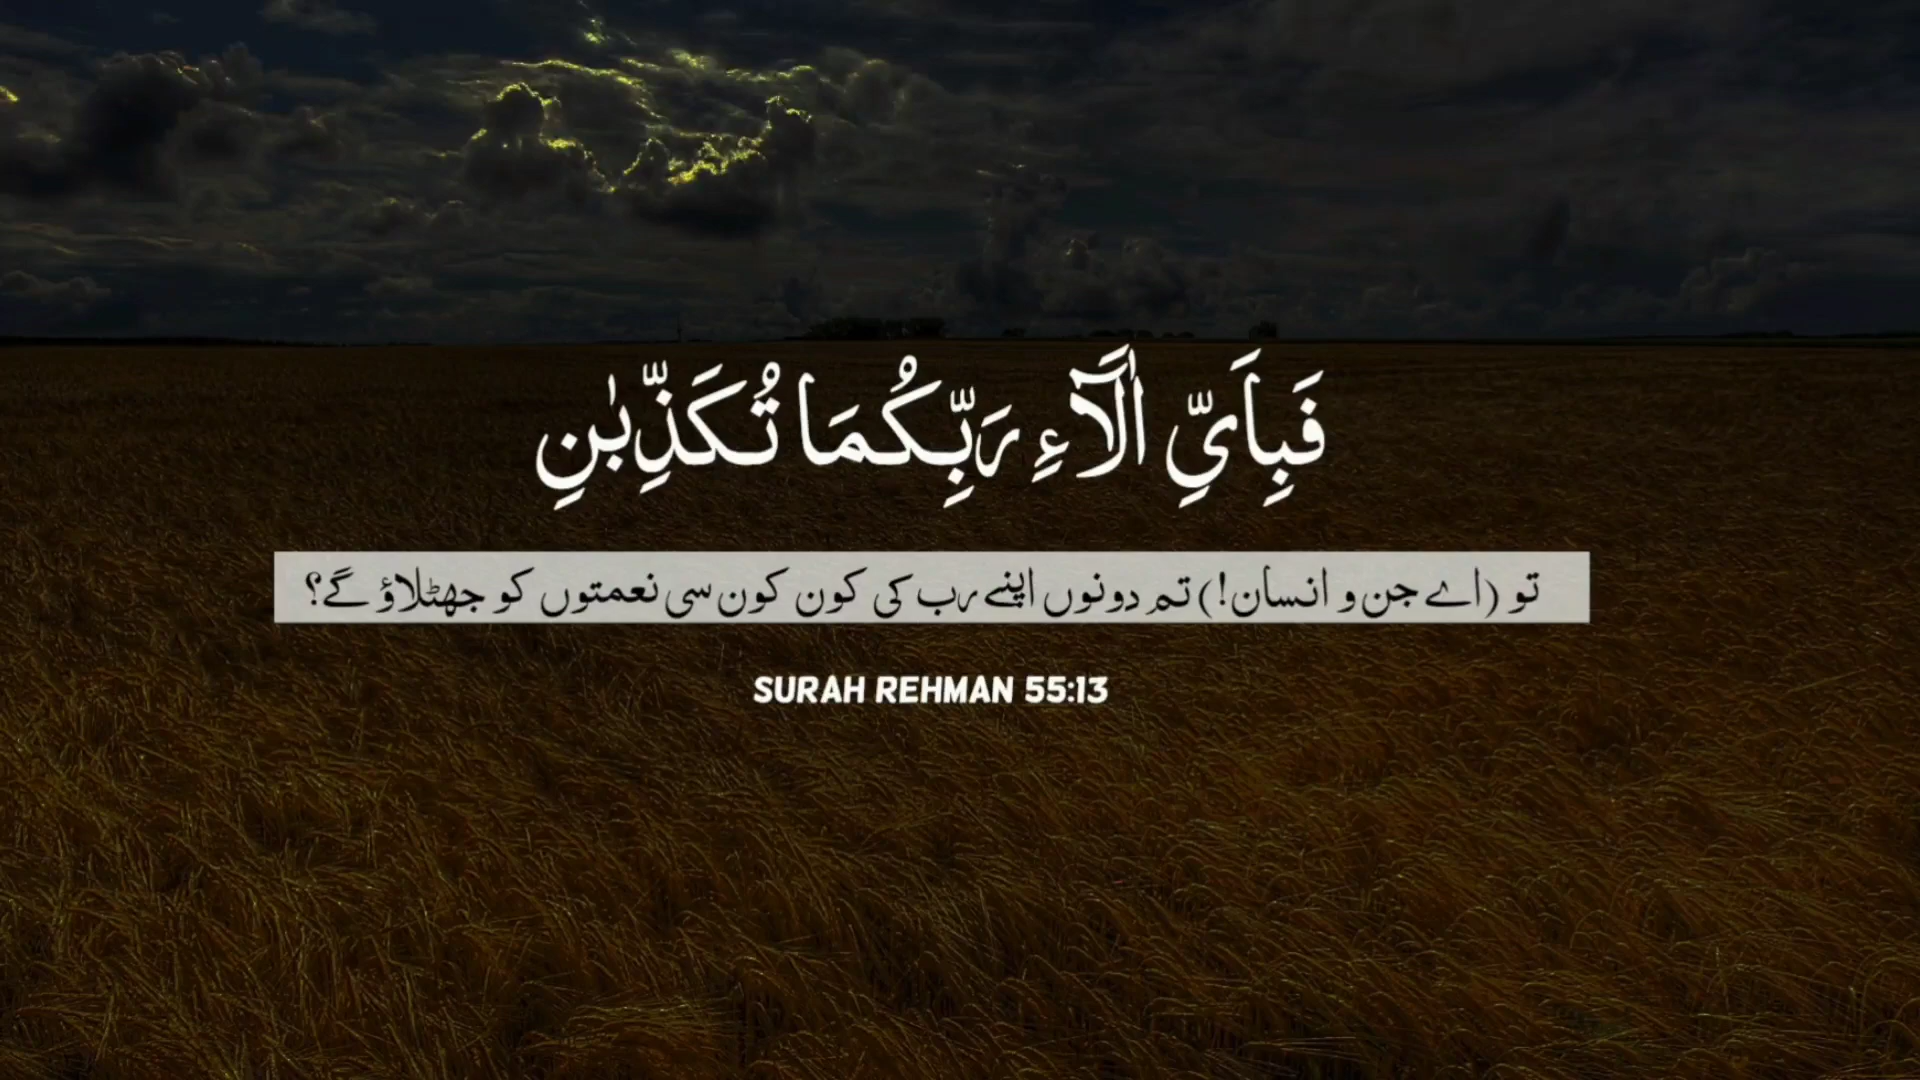 فَبِاَیِّ اٰلَآءِ رَبِّكُمَا تُكَذِّبٰنِ
تو (اے جن و انسان!) تم دونوں اپنے رب کی کون کون سی نعمتوں کو جھٹلاؤ گے؟
SURAH REHMAN 55:13